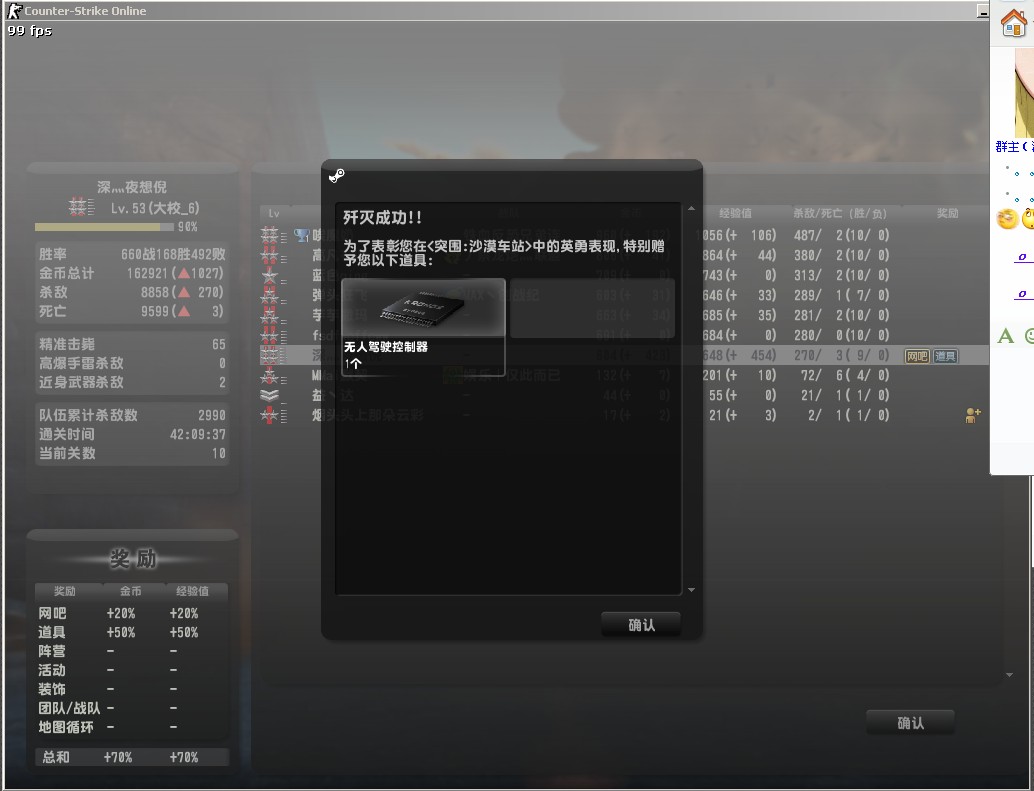 Counter-Strike Online
99 fps
群主(
深灬夜想倪
Lv.53(大校_6)
90%
胜率 660战168胜492败
金币总计 162921(▲1027)
杀敌 8858(▲ 270)
死亡 9599(▲ 3)
精准击毙 65
高爆手雷杀敌 0
近身武器杀敌 2
队伍累计杀敌数 2990
通关时间 42:09:37
当前关数 10
奖励
奖励 金币 经验值
网吧 +20% +20%
道具 +50% +50%
阵营 - -
活动 - -
装饰 - -
团队/战队 - -
地图循环 - -
总和 +70% +70%
歼灭成功!!
为了表彰您在<突围:沙漠车站>中的英勇表现,特别赠
予您以下道具:
无人驾驶控制器
1个
确认
Lv 经验值 杀敌/死亡 (胜/负) 奖励
056(+ 106) 487/ 2(10/ 0)
864(+ 44) 380/ 2(10/ 0)
743(+ 0) 313/ 2(10/ 0)
646(+ 33) 289/ 1( 7/ 0)
685(+ 35) 281/ 2(10/ 0)
684(+ 0) 291/ 2(10/ 0)
648(+ 454) 270/ 3( 9/ 0) 网吧 道具
201(+ 10) 72/ 6( 4/ 0)
55(+ 0) 21/ 1( 1/ 0)
21(+ 3) 2/ 1( 1/ 0)
确认
A